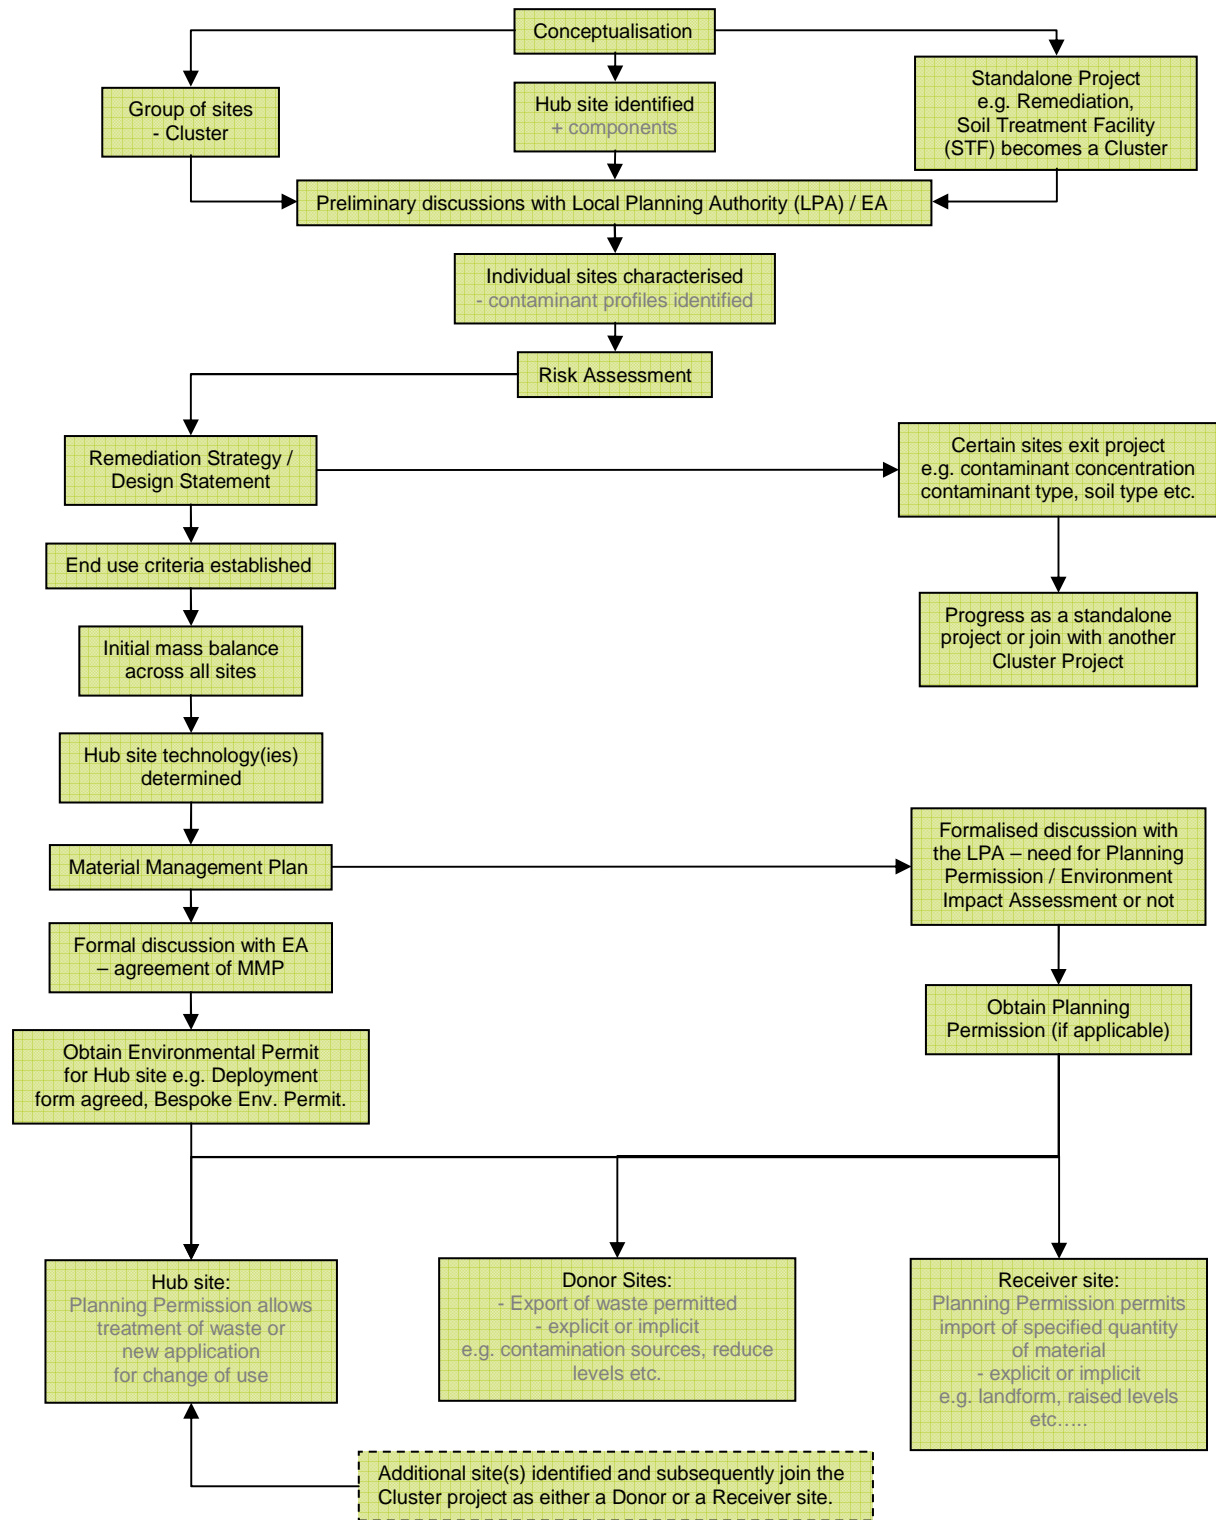 Conceptualisation
Group of sites
- Cluster
Hub site identified
+ components
Standalone Project
e.g. Remediation,
Soil Treatment Facility
(STF) becomes a Cluster
Preliminary discussions with Local Planning Authority (LPA) / EA
Individual sites characterised
- contaminant profiles identified
Risk Assessment
Remediation Strategy /
Design Statement
Certain sites exit project
e.g. contaminant concentration
contaminant type, soil type etc.
End use criteria established
Progress as a standalone
project or join with another
Cluster Project
Initial mass balance
across all sites
Hub site technology(ies)
determined
Material Management Plan
Formalised discussion with
the LPA – need for Planning
Permission / Environment
Impact Assessment or not
Formal discussion with EA
– agreement of MMP
Obtain Planning
Permission (if applicable)
Obtain Environmental Permit
for Hub site e.g. Deployment
form agreed, Bespoke Env. Permit.
Hub site:
Planning Permission allows
treatment of waste or
new application
for change of use
Donor Sites:
- Export of waste permitted
- explicit or implicit
e.g. contamination sources, reduce
levels etc.
Receiver site:
Planning Permission permits
import of specified quantity
of material
- explicit or implicit
e.g. landform, raised levels
etc…..
Additional site(s) identified and subsequently join the
Cluster project as either a Donor or a Receiver site.